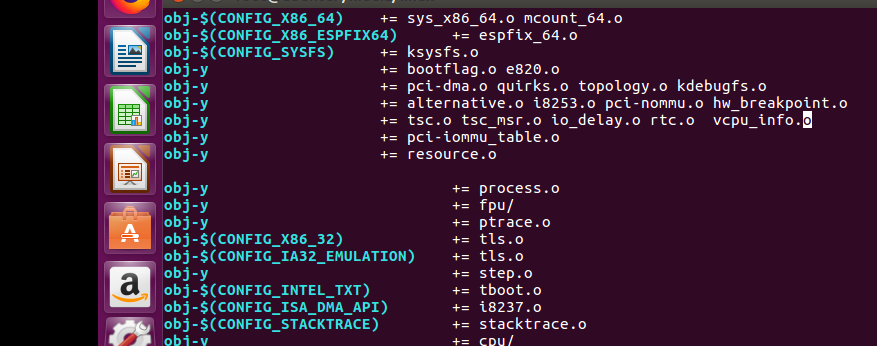 obj-$(CONFIG_X86_64) += sys_x86_64.o mcount_64.o
obj-$(CONFIG_X86_ESPFIX64) += espfix_64.o
obj-$(CONFIG_SYSFS) += ksysfs.o
obj-y += bootflag.o e820.o
obj-y += pci-dma.o quirks.o topology.o kdebugfs.o
obj-y += alternative.o i8253.o pci-nommu.o hw_breakpoint.o
obj-y += tsc.o tsc_msr.o io_delay.o rtc.o vcpu_info.o
obj-y += pci-iommu_table.o
obj-y += resource.o
obj-y += process.o
obj-y += fpu/
obj-y += ptrace.o
obj-$(CONFIG_X86_32) += tls.o
obj-$(CONFIG_IA32_EMULATION) += tls.o
obj-y += step.o
obj-$(CONFIG_INTEL_TXT) += tboot.o
obj-$(CONFIG_ISA_DMA_API) += i8237.o
obj-$(CONFIG_STACKTRACE) += stacktrace.o
obj-y += cpu/